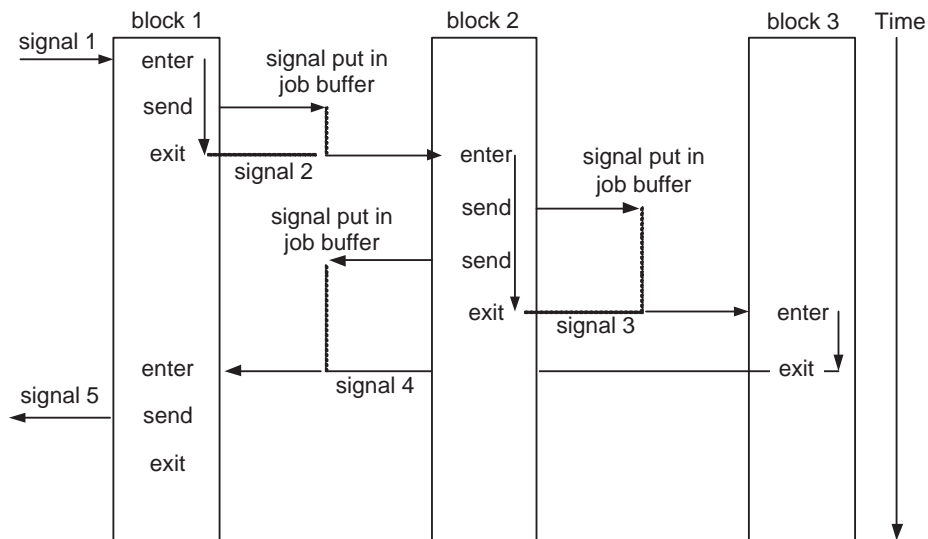 block 1
block 2
block 3
Time
signal 1
enter
signal put in
job buffer
send
exit
signal 2
enter
signal put in
job buffer
send
signal put in
job buffer
send
exit
signal 3
enter
enter
signal 4
exit
signal 5
send
exit